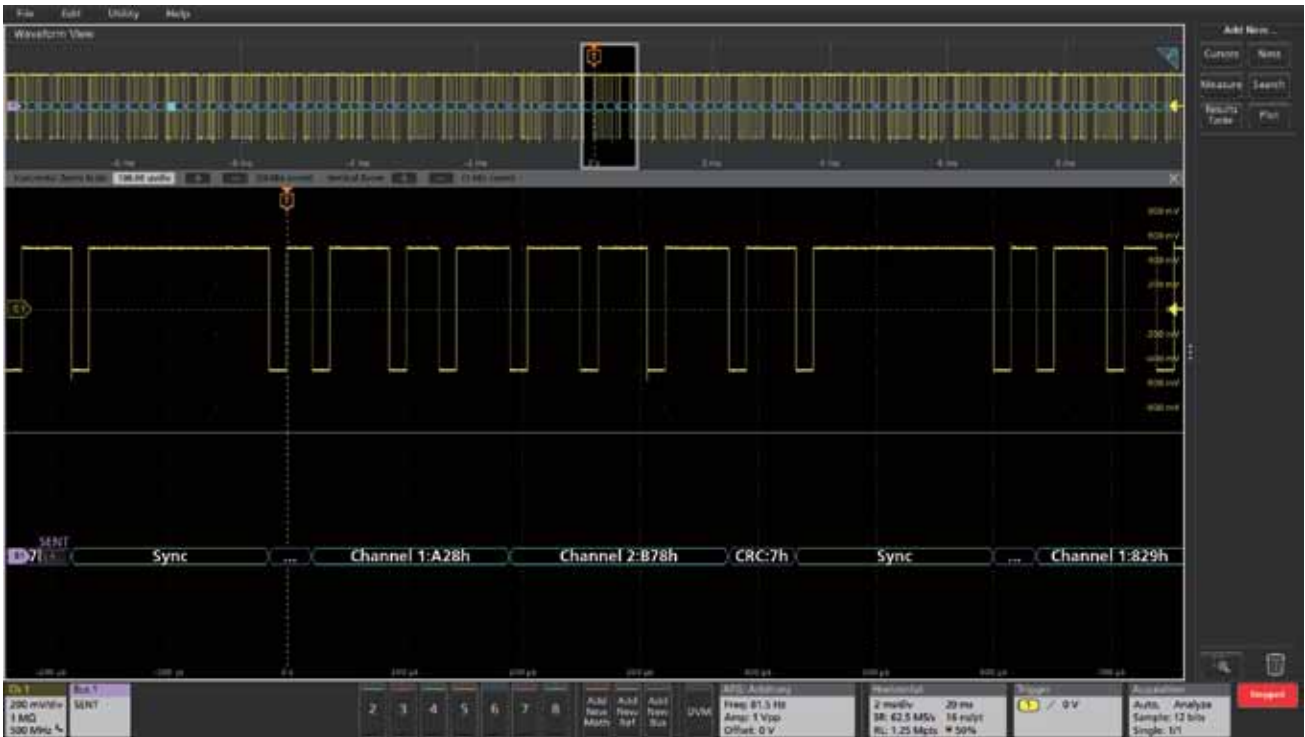 File Edit Utility Help
Waveform View
Add New...
Cursors Note
Measure Search
Results Table Plot
SENT
Sync ... Channel 1:A28h Channel 2:B78h CRC:7h Sync ... Channel 1:829h
Ch 1
200 mV/div
1 MΩ
500 MHz
Bus 1
SENT
2 3 4 5 6 7 8
Add New Math
Add New Ref
Add New Bus
DVM
AFG: Arbitrary
Freq: 81.5 Hz
Amp: 1 Vpp
Offset: 0 V
Horizontal
2 ms/div 20 ms
SR: 62.5 MS/s 16 ns/pt
RL: 1.25 Mpts 50%
Trigger
1 0 V
Acquisition
Auto, Analyze
Sample: 12 bits
Single: 1/1
Stopped